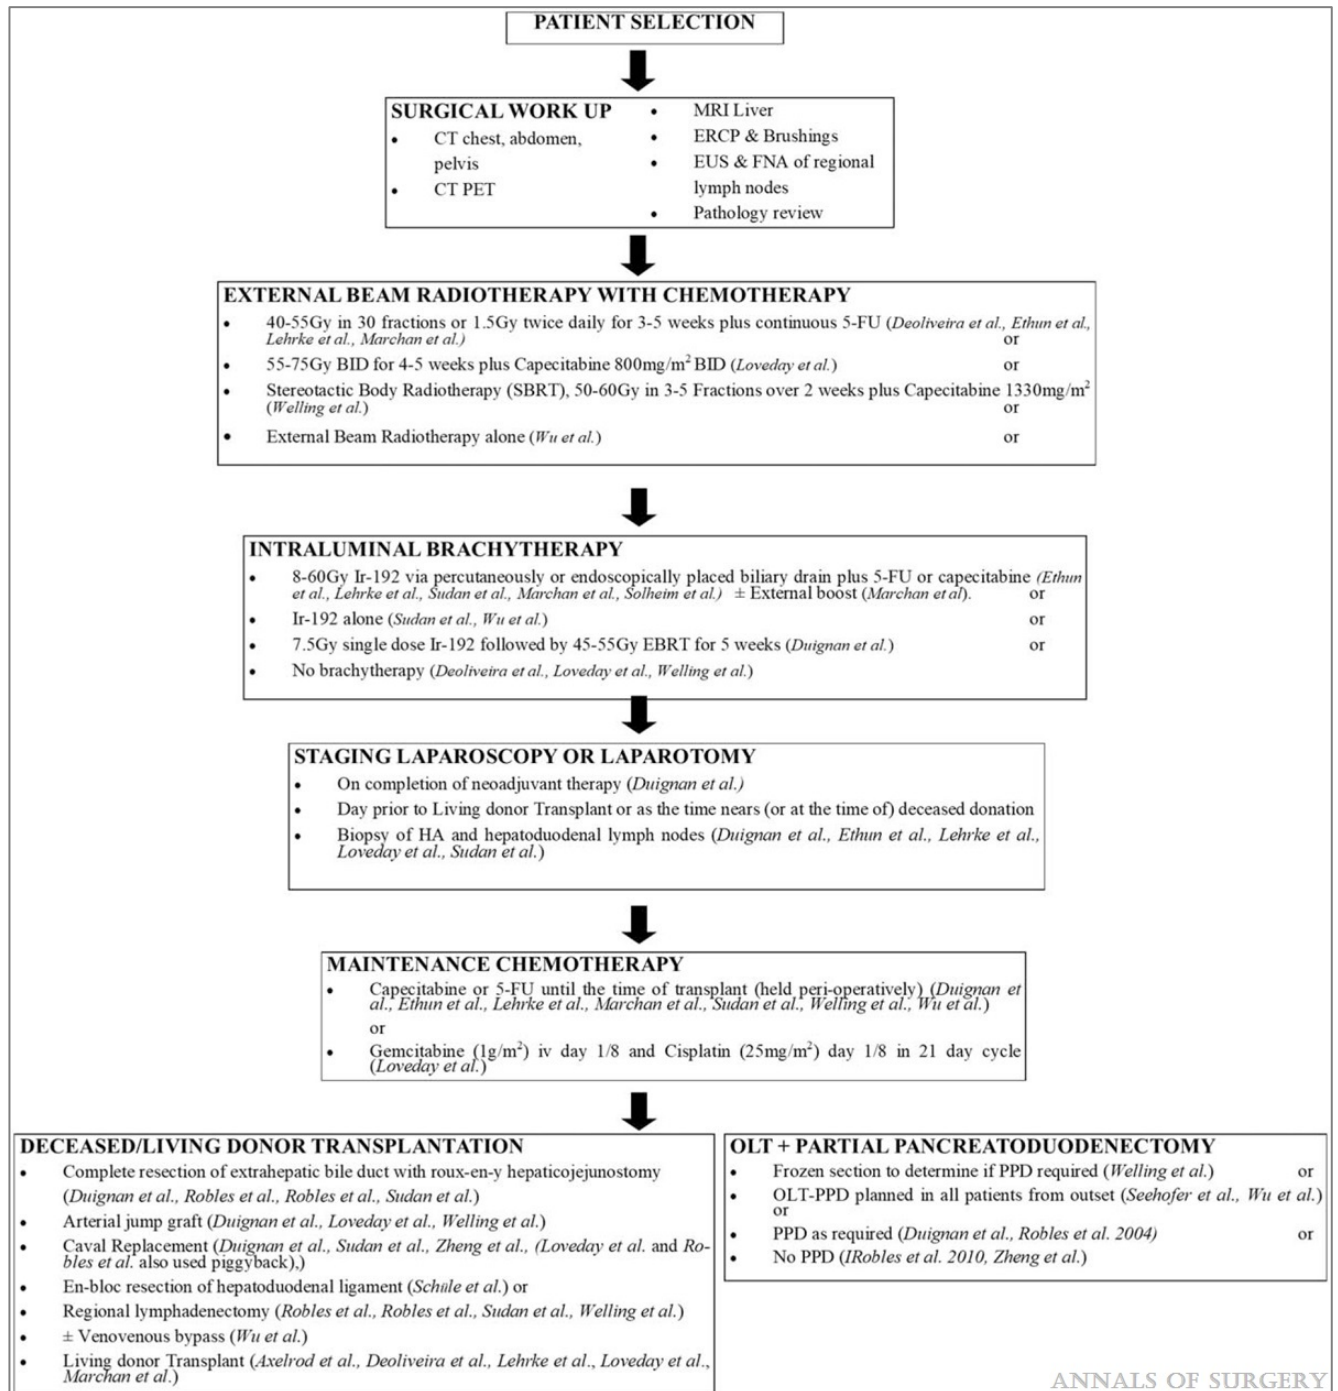 PATIENT SELECTION
SURGICAL WORK UP
• CT chest, abdomen,
pelvis
• CT PET
• MRI Liver
• ERCP & Brushings
• EUS & FNA of regional
lymph nodes
• Pathology review
EXTERNAL BEAM RADIOTHERAPY WITH CHEMOTHERAPY
• 40-55Gy in 30 fractions or 1.5Gy twice daily for 3-5 weeks plus continuous 5-FU (Deoliveira et al., Ethun et al.,
Lehrke et al., Marchan et al.) or
• 55-75Gy BID for 4-5 weeks plus Capecitabine 800mg/m² BID (Loveday et al.) or
• Stereotactic Body Radiotherapy (SBRT), 50-60Gy in 3-5 Fractions over 2 weeks plus Capecitabine 1330mg/m²
(Welling et al.) or
• External Beam Radiotherapy alone (Wu et al.) or
INTRALUMINAL BRACHYTHERAPY
• 8-60Gy Ir-192 via percutaneously or endoscopically placed biliary drain plus 5-FU or capecitabine (Ethun
et al., Lehrke et al., Sudan et al., Marchan et al., Solheim et al.) ± External boost (Marchan et al). or
• Ir-192 alone (Sudan et al., Wu et al.) or
• 7.5Gy single dose Ir-192 followed by 45-55Gy EBRT for 5 weeks (Duignan et al.) or
• No brachytherapy (Deoliveira et al., Loveday et al., Welling et al.)
STAGING LAPAROSCOPY OR LAPAROTOMY
• On completion of neoadjuvant therapy (Duignan et al.)
• Day prior to Living donor Transplant or as the time nears (or at the time of) deceased donation
• Biopsy of HA and hepatoduodenal lymph nodes (Duignan et al., Ethun et al., Lehrke et al.,
Loveday et al., Sudan et al.)
MAINTENANCE CHEMOTHERAPY
• Capecitabine or 5-FU until the time of transplant (held peri-operatively) (Duignan et
al., Ethun et al., Lehrke et al., Marchan et al., Sudan et al., Welling et al., Wu et al.)
or
• Gemcitabine (1g/m²) iv day 1/8 and Cisplatin (25mg/m²) day 1/8 in 21 day cycle
(Loveday et al.)
DECEASED/LIVING DONOR TRANSPLANTATION
• Complete resection of extrahepatic bile duct with roux-en-y hepaticojejunostomy
(Duignan et al., Robles et al., Robles et al., Sudan et al.)
• Arterial jump graft (Duignan et al., Loveday et al., Welling et al.)
• Caval Replacement (Duignan et al., Sudan et al., Zheng et al., (Loveday et al. and Ro-
bles et al. also used piggyback),)
• En-bloc resection of hepatoduodenal ligament (Schüle et al.) or
• Regional lymphadenectomy (Robles et al., Robles et al., Sudan et al., Welling et al.)
• ± Venovenous bypass (Wu et al.)
• Living donor Transplant (Axelrod et al., Deoliveira et al., Lehrke et al., Loveday et al.,
Marchan et al.)
OLT + PARTIAL PANCREATODUODENECTOMY
• Frozen section to determine if PPD required (Welling et al.) or
• OLT-PPD planned in all patients from outset (Seehofer et al., Wu et al.)
or
• PPD as required (Duignan et al., Robles et al. 2004) or
• No PPD (IRobles et al. 2010, Zheng et al.)
ANNALS OF SURGERY